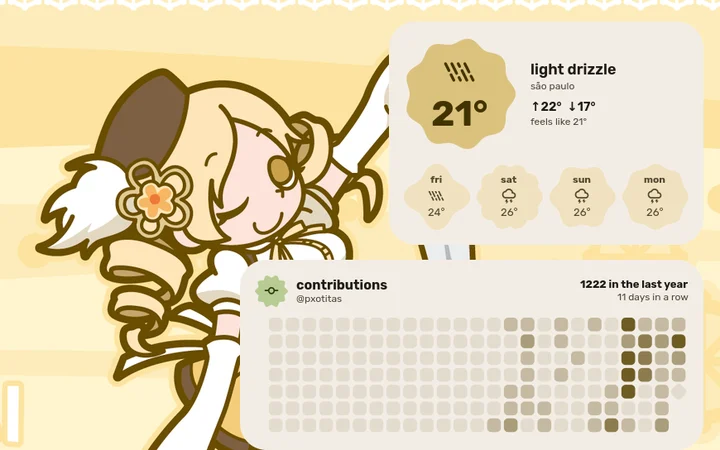 21°
light drizzle
são paulo
↑22° ↓17°
feels like 21°
fri sat sun mon
24° 26° 26° 26°
contributions
@pxotitas
1222 in the last year
11 days in a row